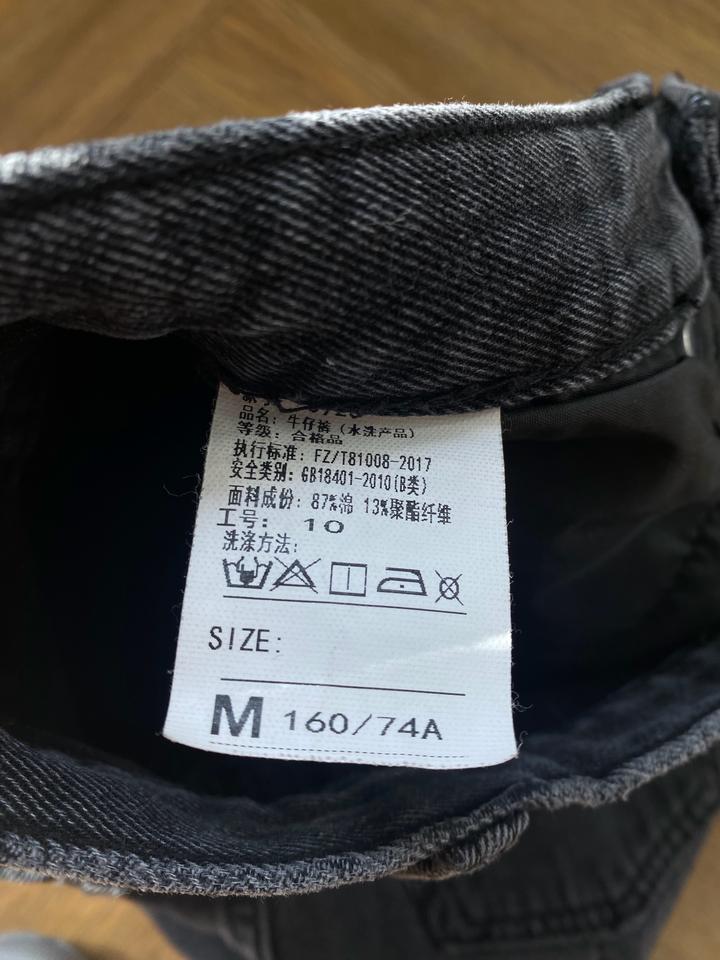 品名：牛仔裤（水洗产品）
等级：合格品
执行标准：FZ/T81008-2017
安全类别：GB18401-2010(B类)
面料成份：87%绵 13%聚酯纤维
工号： 10
洗涤方法：
SIZE:
M 160/74A